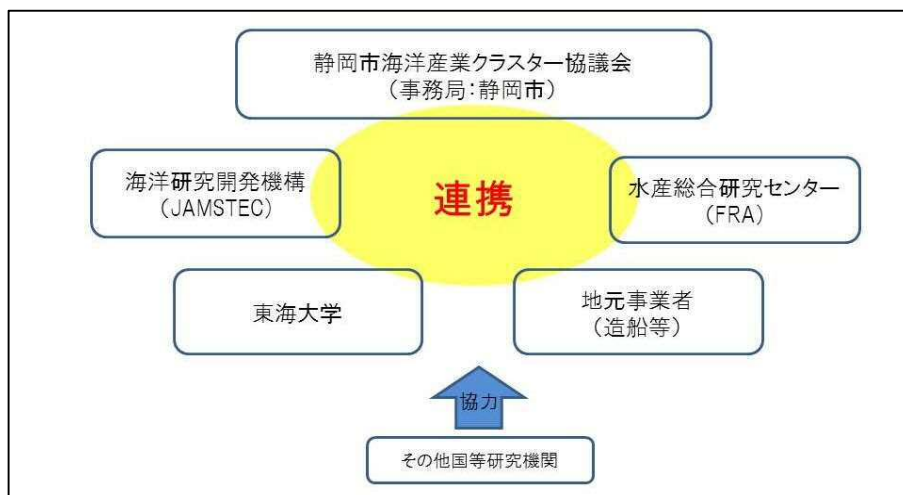 静岡市海洋産業クラスター協議会
(事務局:静岡市)
海洋研究開発機構
(JAMSTEC)
連携
水産総合研究センター
(FRA)
東海大学
地元事業者
(造船等)
協力
その他国等研究機関